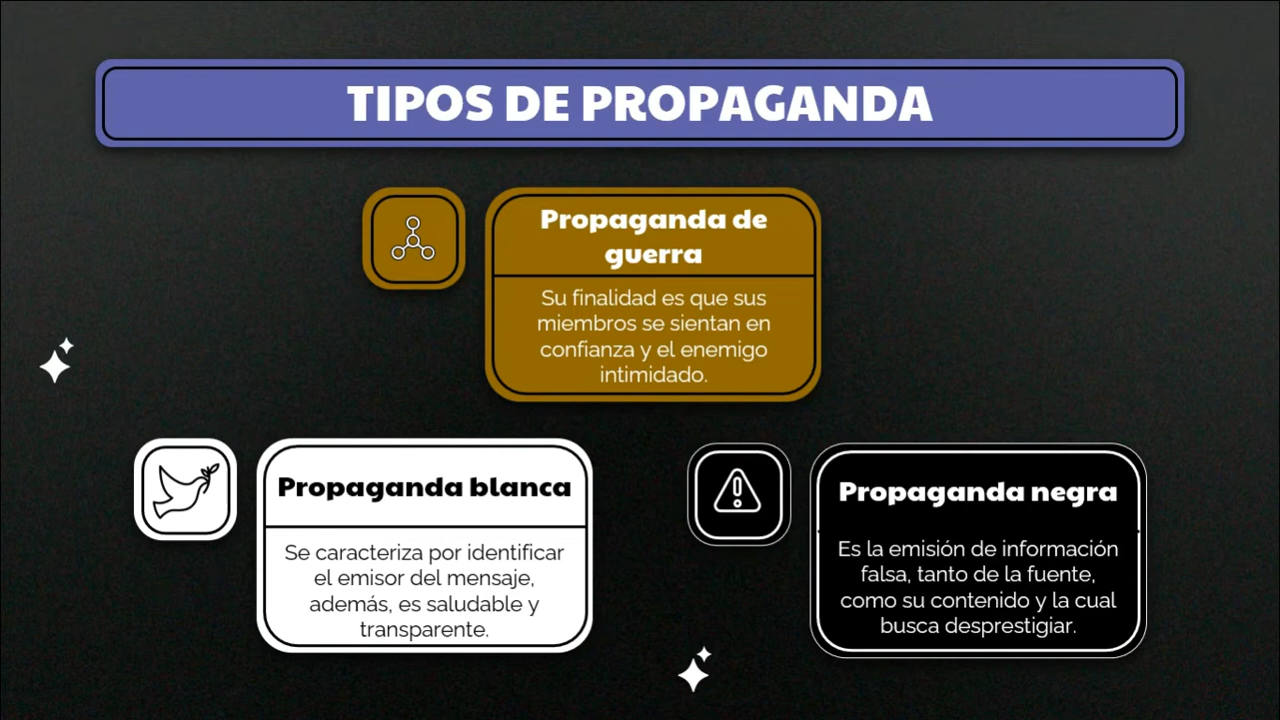 TIPOS DE PROPAGANDA
Propaganda de
guerra
Su finalidad es que sus
miembros se sientan en
confianza y el enemigo
intimidado.
Propaganda blanca
Se caracteriza por identificar
el emisor del mensaje,
además, es saludable y
transparente.
Propaganda negra
Es la emisión de información
falsa, tanto de la fuente,
como su contenido y la cual
busca desprestigiar.